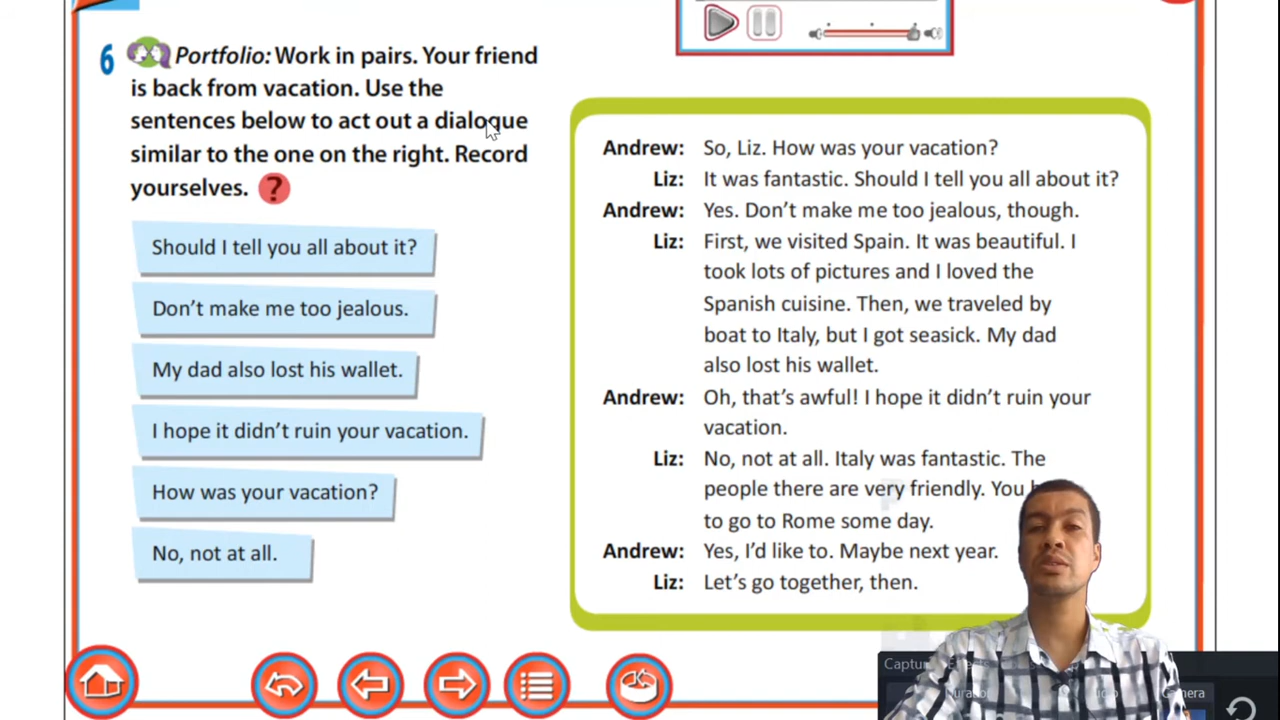 6 Portfolio: Work in pairs. Your friend
is back from vacation. Use the
sentences below to act out a dialogue
similar to the one on the right. Record
yourselves. ?
Should I tell you all about it?
Don't make me too jealous.
My dad also lost his wallet.
I hope it didn't ruin your vacation.
How was your vacation?
No, not at all.
Andrew: So, Liz. How was your vacation?
Liz: It was fantastic. Should I tell you all about it?
Andrew: Yes. Don't make me too jealous, though.
Liz: First, we visited Spain. It was beautiful. I
took lots of pictures and I loved the
Spanish cuisine. Then, we traveled by
boat to Italy, but I got seasick. My dad
also lost his wallet.
Andrew: Oh, that's awful! I hope it didn't ruin your
vacation.
Liz: No, not at all. Italy was fantastic. The
people there are very friendly. You
to go to Rome some day.
Andrew: Yes, I'd like to. Maybe next year.
Liz: Let's go together, then.
Camera